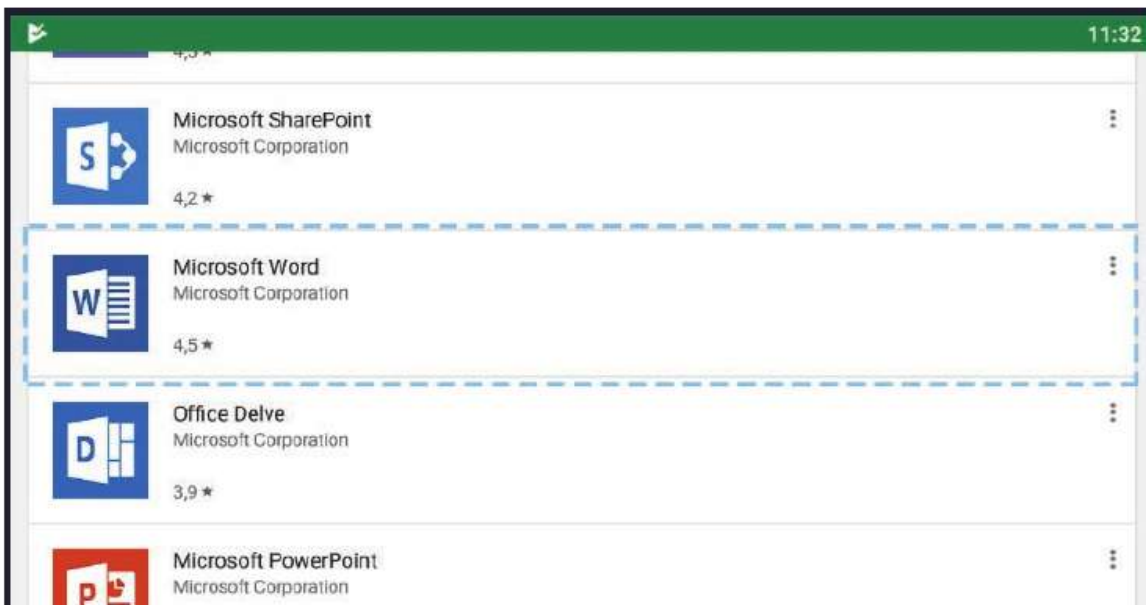 11:32
Microsoft SharePoint
Microsoft Corporation
4,2 ★
S
Microsoft Word
Microsoft Corporation
4,5 ★
W
Office Delve
Microsoft Corporation
3,9 ★
D
Microsoft PowerPoint
Microsoft Corporation
P